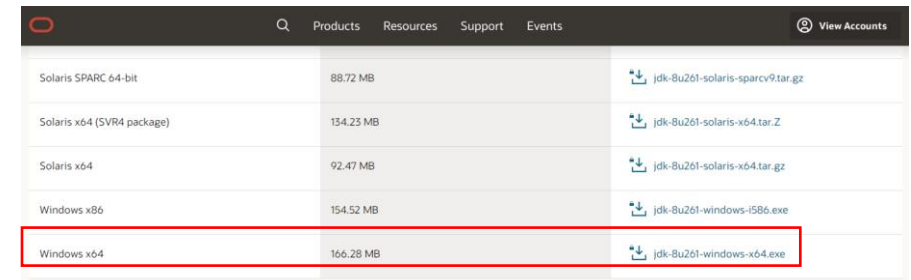 Products Resources Support Events View Accounts
Solaris SPARC 64-bit 88.72 MB jdk-8u261-solaris-sparcv9.tar.gz
Solaris x64 (SVR4 package) 134.23 MB jdk-8u261-solaris-x64.tar.Z
Solaris x64 92.47 MB jdk-8u261-solaris-x64.tar.gz
Windows x86 154.52 MB jdk-8u261-windows-i586.exe
Windows x64 166.28 MB jdk-8u261-windows-x64.exe